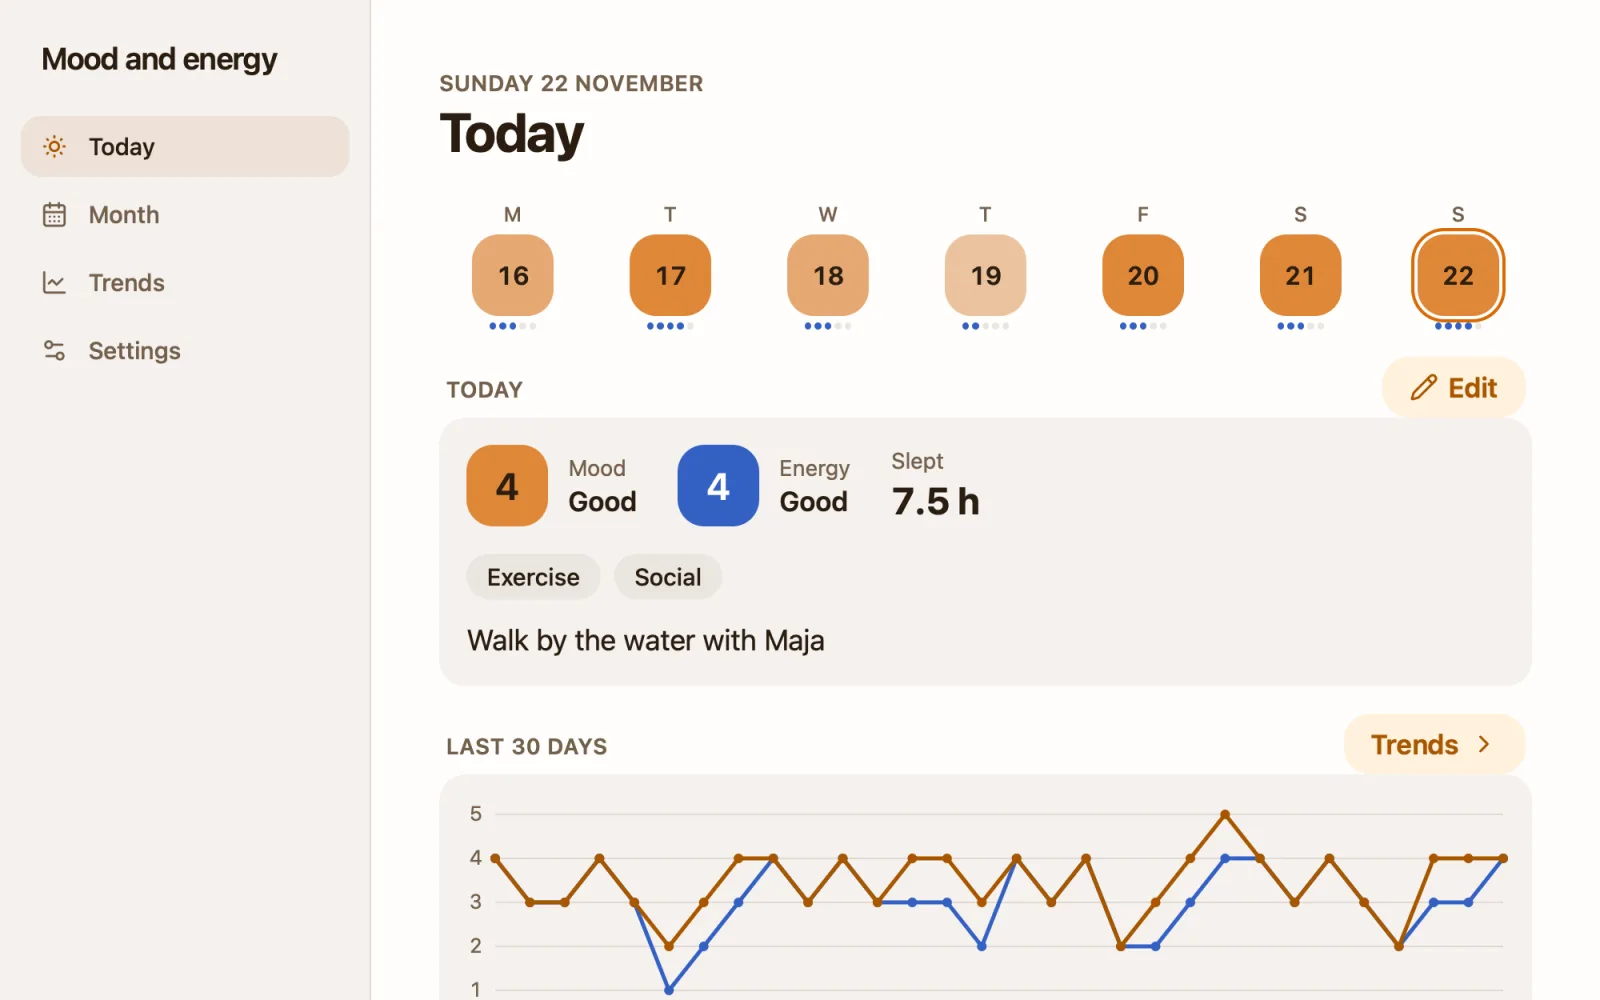 Mood and energy
Today
Month
Trends
Settings
SUNDAY 22 NOVEMBER
Today
M T W T F S S
16 17 18 19 20 21 22
TODAY
Edit
4 Mood Good
4 Energy Good
Slept 7.5 h
Exercise Social
Walk by the water with Maja
LAST 30 DAYS
Trends
5
4
3
2
1